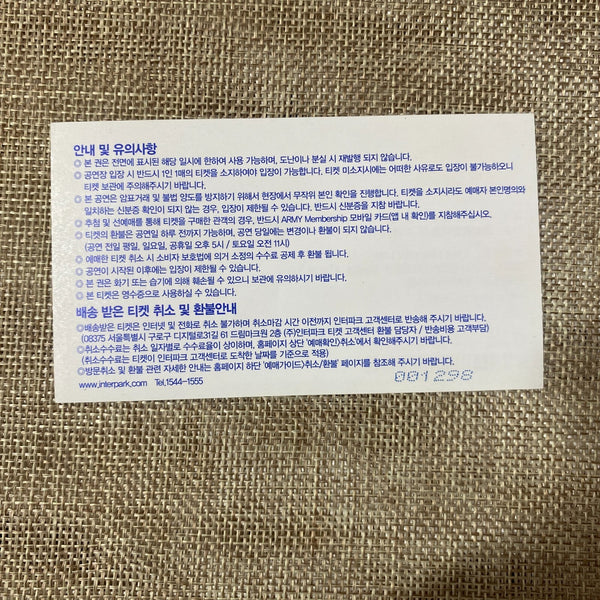 안내 및 유의사항
◎ 본 권은 전면에 표시된 해당 일시에 한하여 사용 가능하며, 도난이나 분실 시 재발행 되지 않습니다.
◎ 공연장 입장 시 반드시 1인 1매의 티켓을 소지하여야 입장이 가능합니다. 티켓 미소지시에는 어떠한 사유로도 입장이 불가능하오니
티켓 보관에 주의해주시기 바랍니다.
◎ 본 공연은 암표거래 및 불법 양도를 방지하기 위해서 현장에서 무작위 본인 확인을 진행합니다. 티켓을 소지시라도 예매자 본인명의와
일치하는 신분증 확인이 되지 않는 경우, 입장이 제한될 수 있습니다. 반드시 신분증을 지참 바랍니다.
◎ 추첨 및 선예매를 통해 티켓을 구매한 관객의 경우, 반드시 ARMY Membership 모바일 카드(앱 내 확인)를 지참해주십시오.
◎ 티켓의 환불은 공연일 하루 전까지 가능하며, 공연 당일에는 변경이나 환불이 되지 않습니다.
(공연 전일 평일, 일요일, 공휴일 오후 5시 / 토요일 오전 11시)
◎ 예매한 티켓 취소 시 소비자 보호법에 의거 소정의 수수료 공제 후 환불 됩니다.
◎ 공연이 시작된 이후에는 입장이 제한될 수 있습니다.
◎ 본 권은 화기 또는 습기에 의해 훼손될 수 있으니 보관에 유의하시기 바랍니다.
◎ 본 티켓은 영수증으로 사용하실 수 있습니다.
배송 받은 티켓 취소 및 환불안내
◎배송받은 티켓은 인터넷 및 전화로 취소 불가하며 취소마감 시간 이전까지 인터파크 고객센터로 반송해 주시기 바랍니다.
(08375 서울특별시 구로구 디지털로31길 61 드림마크원 2층 (주)인터파크 티켓 고객센터 환불 담당자 / 반송비용 고객부담)
◎취소수수료는 취소 일자별로 수수료율이 상이하며, 홈페이지 상단 '예매확인/취소'에서 확인해주시기 바랍니다.
(취소수수료는 티켓이 인터파크 고객센터로 도착한 날짜를 기준으로 적용)
◎방문취소 및 환불 관련 자세한 안내는 홈페이지 하단 '예매가이드>취소/환불' 페이지를 참조해 주시기 바랍니다.
www.interpark.com Tel,1544-1555
001298